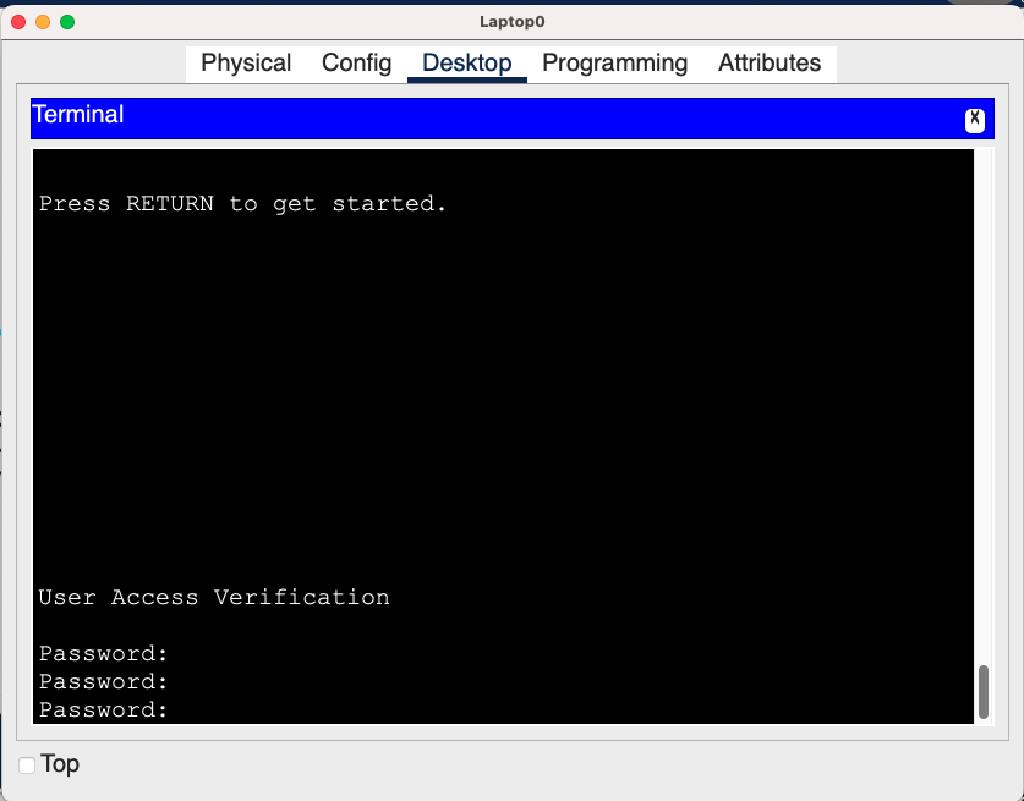 Laptop0
Physical Config Desktop Programming Attributes
Terminal
X
Press RETURN to get started.
User Access Verification
Password:
Password:
Password:
Top